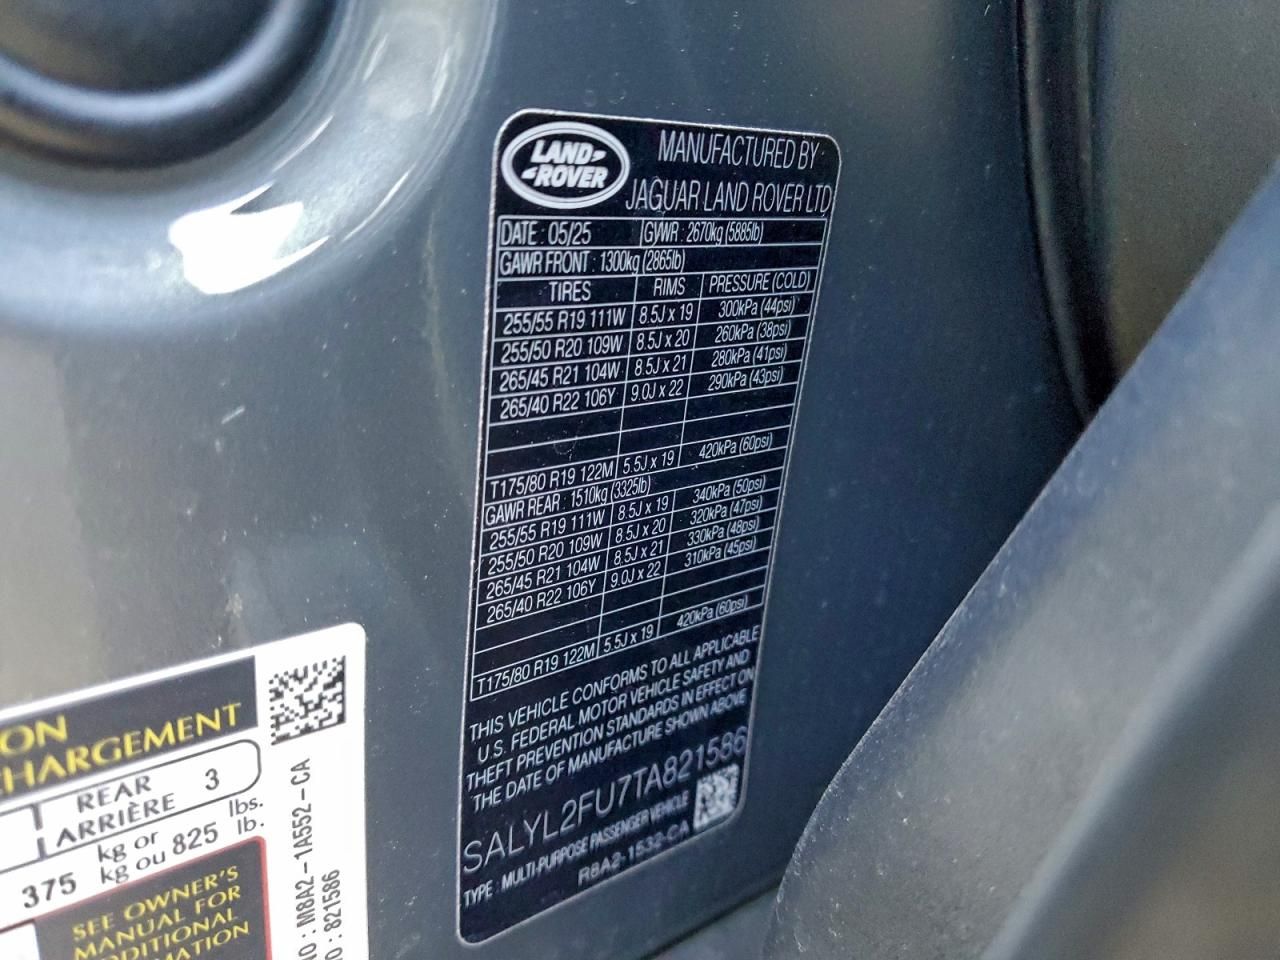 LAND ROVER
MANUFACTURED BY
JAGUAR LAND ROVER LTD
DATE : 05/25 GVWR : 2670kg (5885lb)
GAWR FRONT : 1300kg (2865lb)
TIRES RIMS PRESSURE (COLD)
255/55 R19 111W 8.5J x 19 300kPa (44psi)
255/50 R20 109W 8.5J x 20 260kPa (38psi)
265/45 R21 104W 8.5J x 21 280kPa (41psi)
265/40 R22 106Y 9.0J x 22 290kPa (43psi)
T175/80 R19 122M 5.5J x 19 420kPa (60psi)
GAWR REAR : 1510kg (3325lb)
255/55 R19 111W 8.5J x 19 340kPa (50psi)
255/50 R20 109W 8.5J x 20 320kPa (47psi)
265/45 R21 104W 8.5J x 21 330kPa (48psi)
265/40 R22 106Y 9.0J x 22 310kPa (45psi)
T175/80 R19 122M 5.5J x 19 420kPa (60psi)
THIS VEHICLE CONFORMS TO ALL APPLICABLE
U.S. FEDERAL MOTOR VEHICLE SAFETY AND
THEFT PREVENTION STANDARDS IN EFFECT ON
THE DATE OF MANUFACTURE SHOWN ABOVE
SALYL2FU7TA821586
TYPE : MULTI-PURPOSE PASSENGER VEHICLE
R8A2-1532-CA
ON
CHARGEMENT
REAR 3
ARRIÈRE
375 kg or 825 lbs.
kg ou lb.
SEE OWNER'S
MANUAL FOR
ADDITIONAL
MATION
NO : M8A2-1A552-CA
NO : 821586